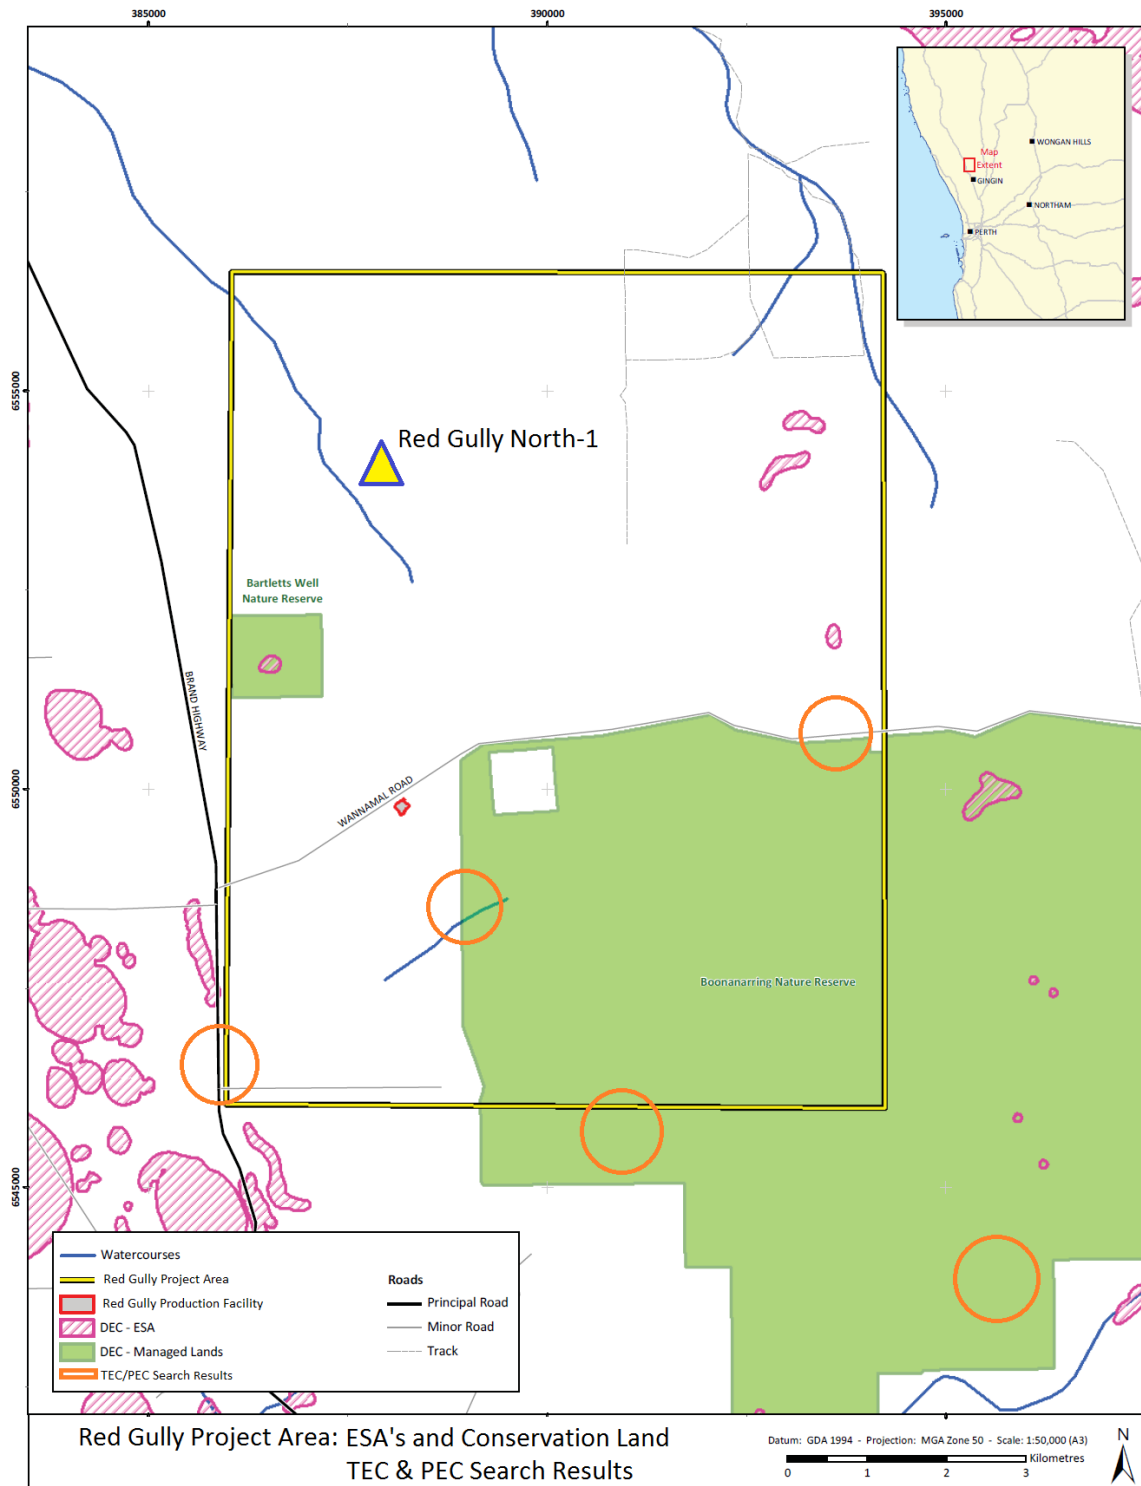 385000
390000
395000
WONGAN HILLS
Map
Extent
GINGIN
NORTHAM
PERTH
6555000
Red Gully North-1
Bartletts Well
Nature Reserve
BRAND HIGHWAY
6550000
WANNAMAL ROAD
Boonanarring Nature Reserve
6545000
Watercourses
Red Gully Project Area
Red Gully Production Facility
DEC - ESA
DEC - Managed Lands
TEC/PEC Search Results
Roads
Principal Road
Minor Road
Track
Red Gully Project Area: ESA's and Conservation Land
TEC & PEC Search Results
Datum: GDA 1994 - Projection: MGA Zone 50 - Scale: 1:50,000 (A3)
Kilometres
0 1 2 3
N